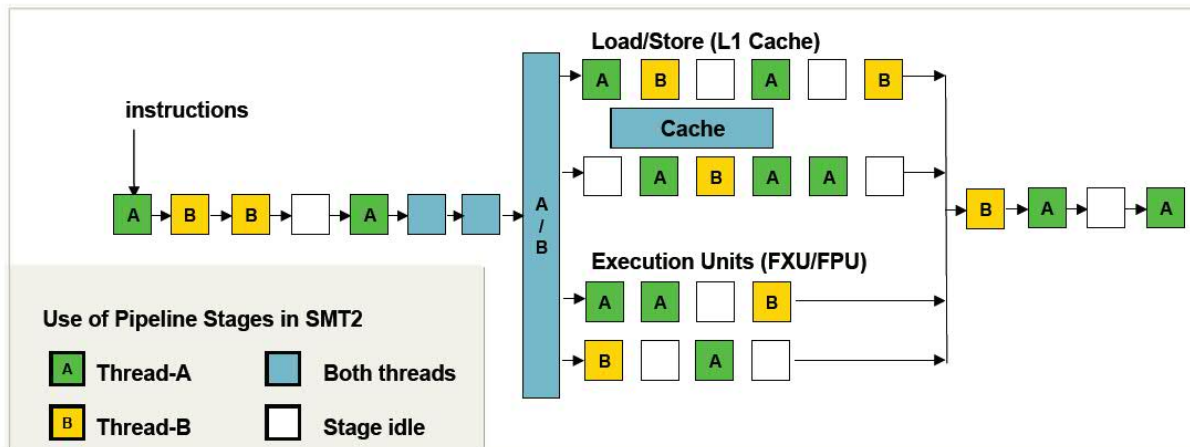 Load/Store (L1 Cache)
A B A B
instructions
Cache
A B A A
A B B A
A
/
B
B A A
Execution Units (FXU/FPU)
A A B
B A
Use of Pipeline Stages in SMT2
A Thread-A Both threads
B Thread-B Stage idle